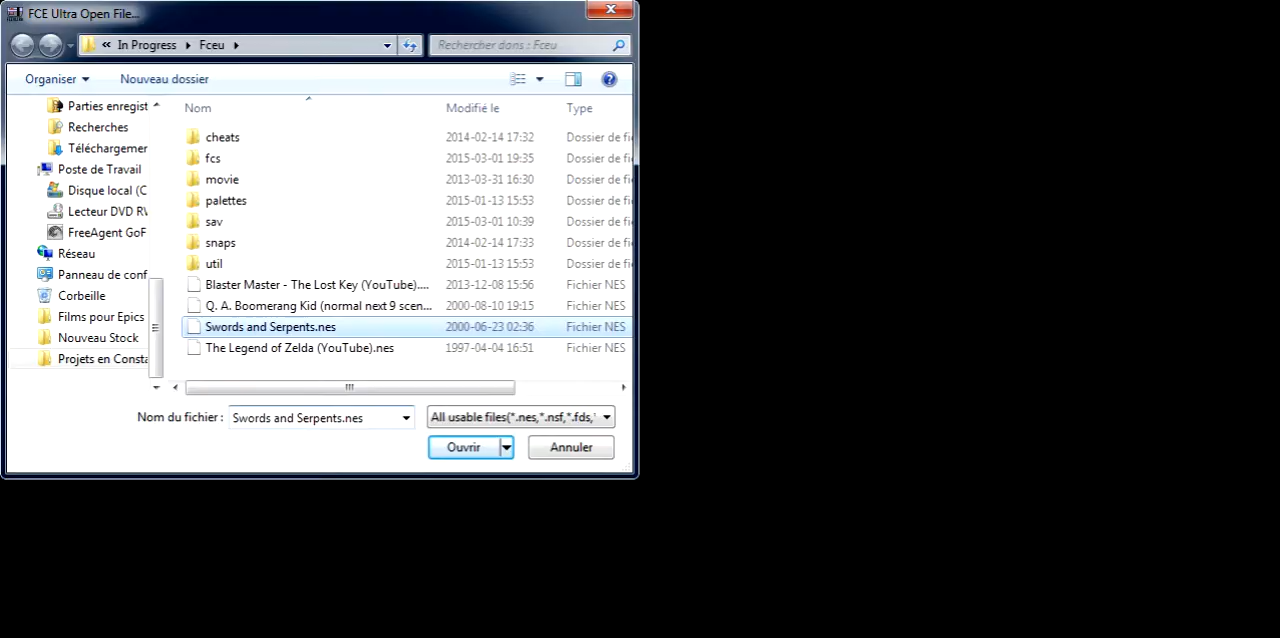 FCE Ultra Open File...
« In Progress ▸ Fceu ▸
Rechercher dans : Fceu
Organiser
Nouveau dossier
Nom
Modifié le
Type
Parties enregist
Recherches
Téléchargemer
Poste de Travail
Disque local (C
Lecteur DVD RV
FreeAgent GoF
Réseau
Panneau de conf
Corbeille
Films pour Epics
Nouveau Stock
Projets en Consta
cheats 2014-02-14 17:32 Dossier de fi
fcs 2015-03-01 19:35 Dossier de fi
movie 2013-03-31 16:30 Dossier de fi
palettes 2015-01-13 15:53 Dossier de fi
sav 2015-03-01 10:39 Dossier de fi
snaps 2014-02-14 17:33 Dossier de fi
util 2015-01-13 15:53 Dossier de fi
Blaster Master - The Lost Key (YouTube).... 2013-12-08 15:56 Fichier NES
Q. A. Boomerang Kid (normal next 9 scen... 2000-08-10 19:15 Fichier NES
Swords and Serpents.nes 2000-06-23 02:36 Fichier NES
The Legend of Zelda (YouTube).nes 1997-04-04 16:51 Fichier NES
Nom du fichier : Swords and Serpents.nes
All usable files(*.nes,*.nsf,*.fds,
Ouvrir
Annuler